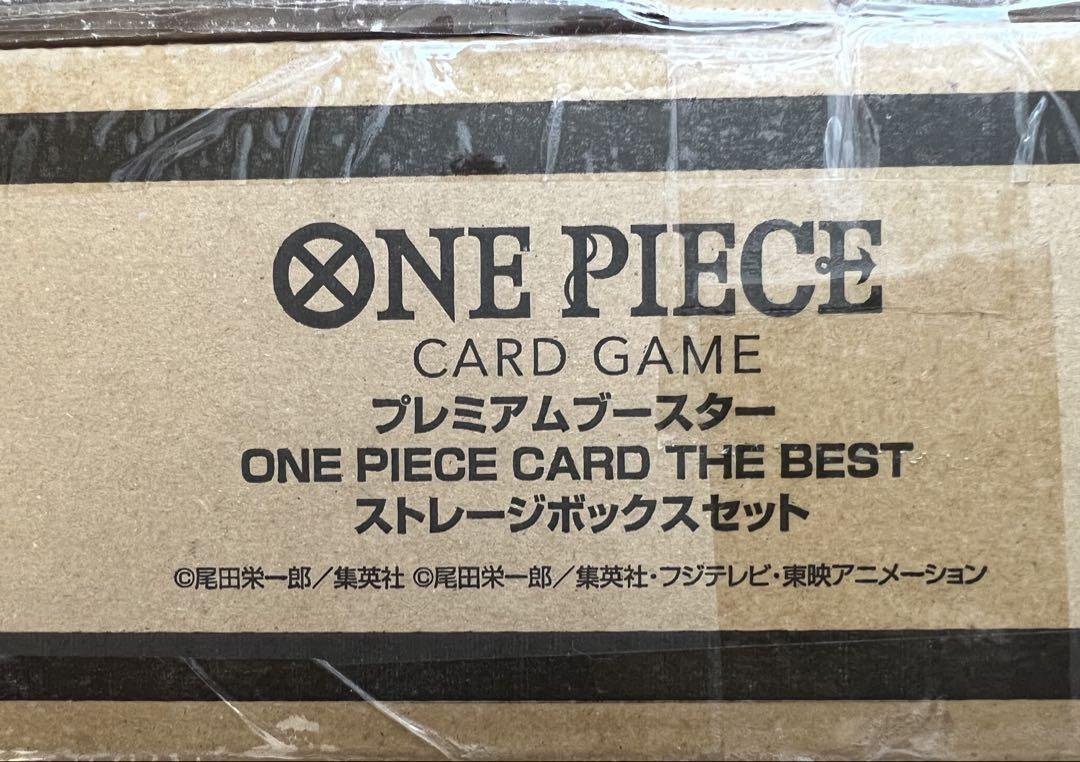 ONE PIECE
CARD GAME
プレミアムブースター
ONE PIECE CARD THE BEST
ストレージボックスセット
©尾田栄一郎／集英社 ©尾田栄一郎／集英社・フジテレビ・東映アニメーション